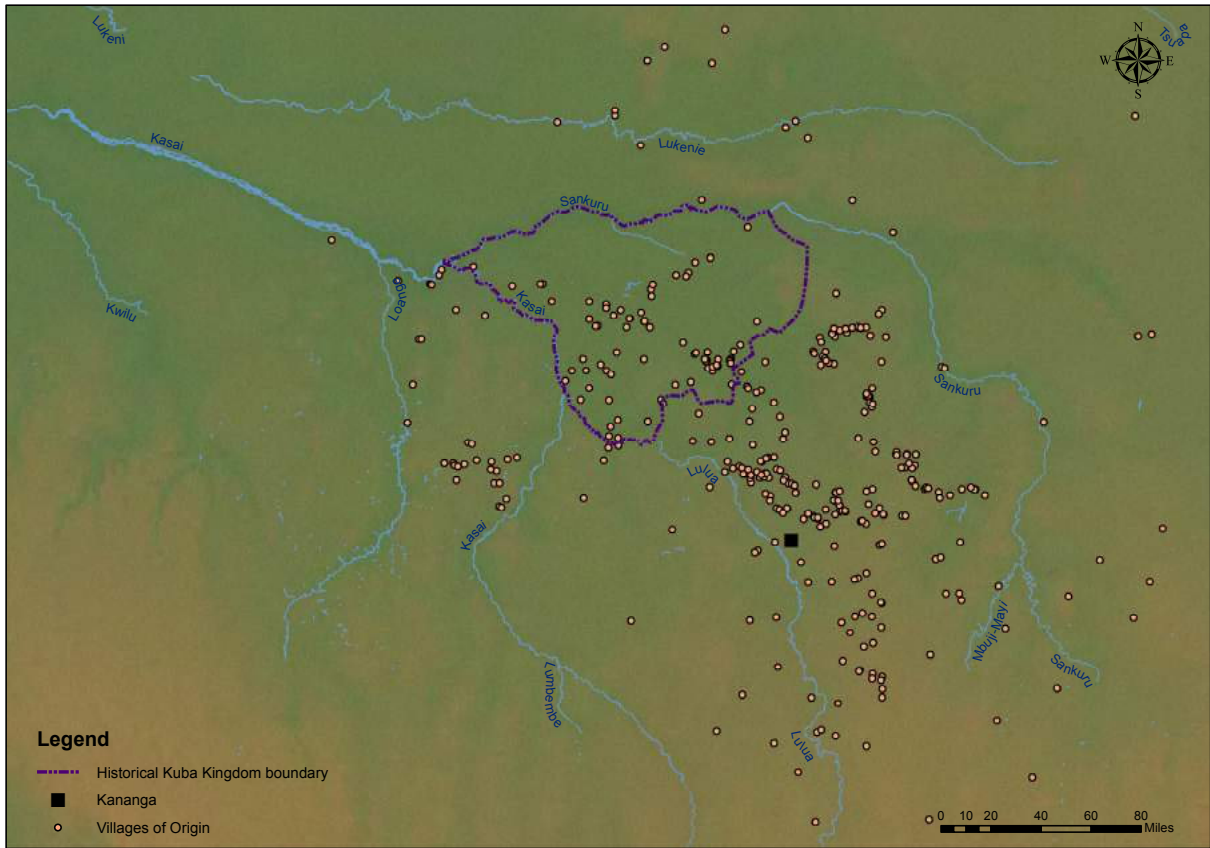 Lukeni
Tsuapa
N
W E
S
Kasai
Lukenie
Sankuru
Loange
Kasai
Kwilu
Sankuru
Lulua
Kasai
Mbuji-Mayi
Sankuru
Lumbembe
Lulua
Legend
Historical Kuba Kingdom boundary
Kananga
Villages of Origin
0 10 20 40 60 80
Miles